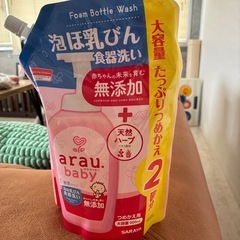 Foam Bottle Wash
泡ほ乳びん
食器洗い
大容量
たっぷりつめかえ
2
赤ちゃんの未来を育む
無添加
+
天然
ハーブ
arau.
baby
無添加
つめかえ用
SARAYA